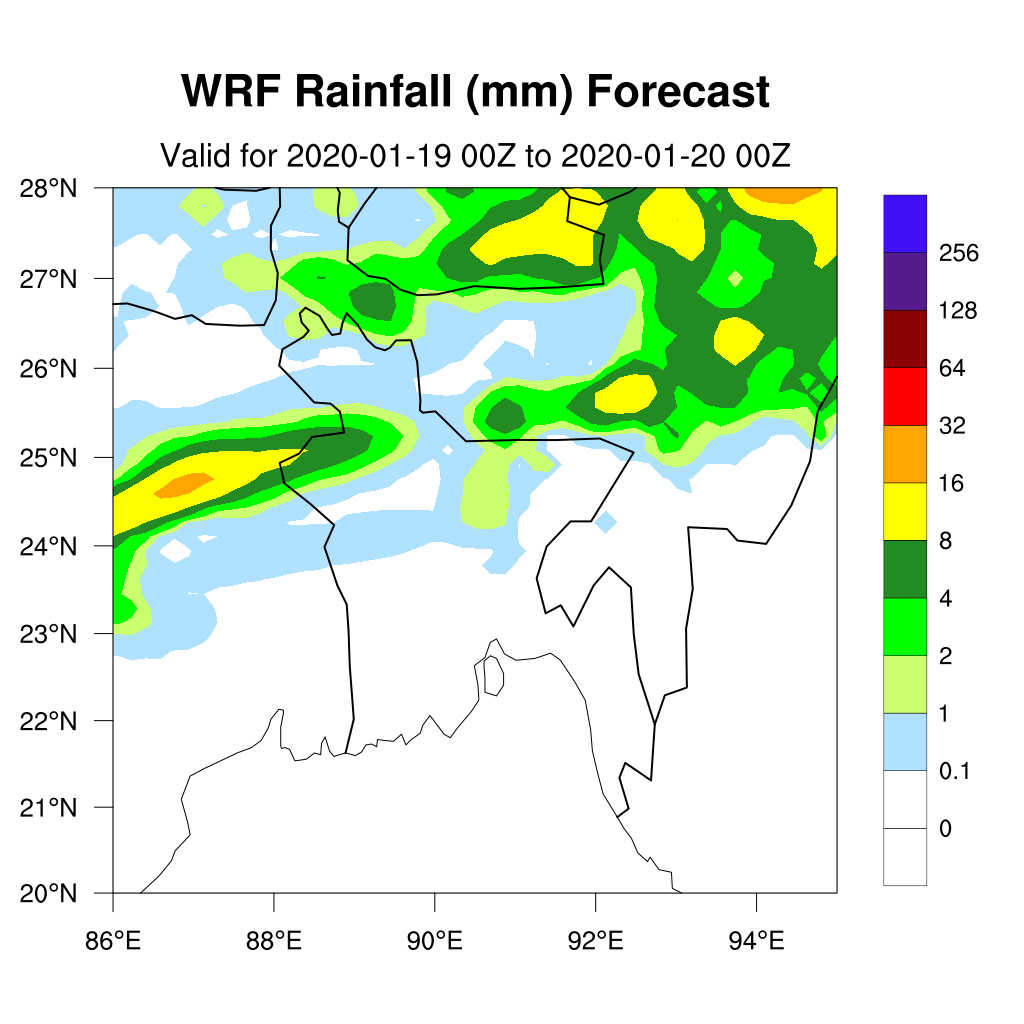 WRF Rainfall (mm) Forecast
Valid for 2020-01-19 00Z to 2020-01-20 00Z
28°N
27°N
26°N
25°N
24°N
23°N
22°N
21°N
20°N
86°E 88°E 90°E 92°E 94°E
256
128
64
32
16
8
4
2
1
0.1
0